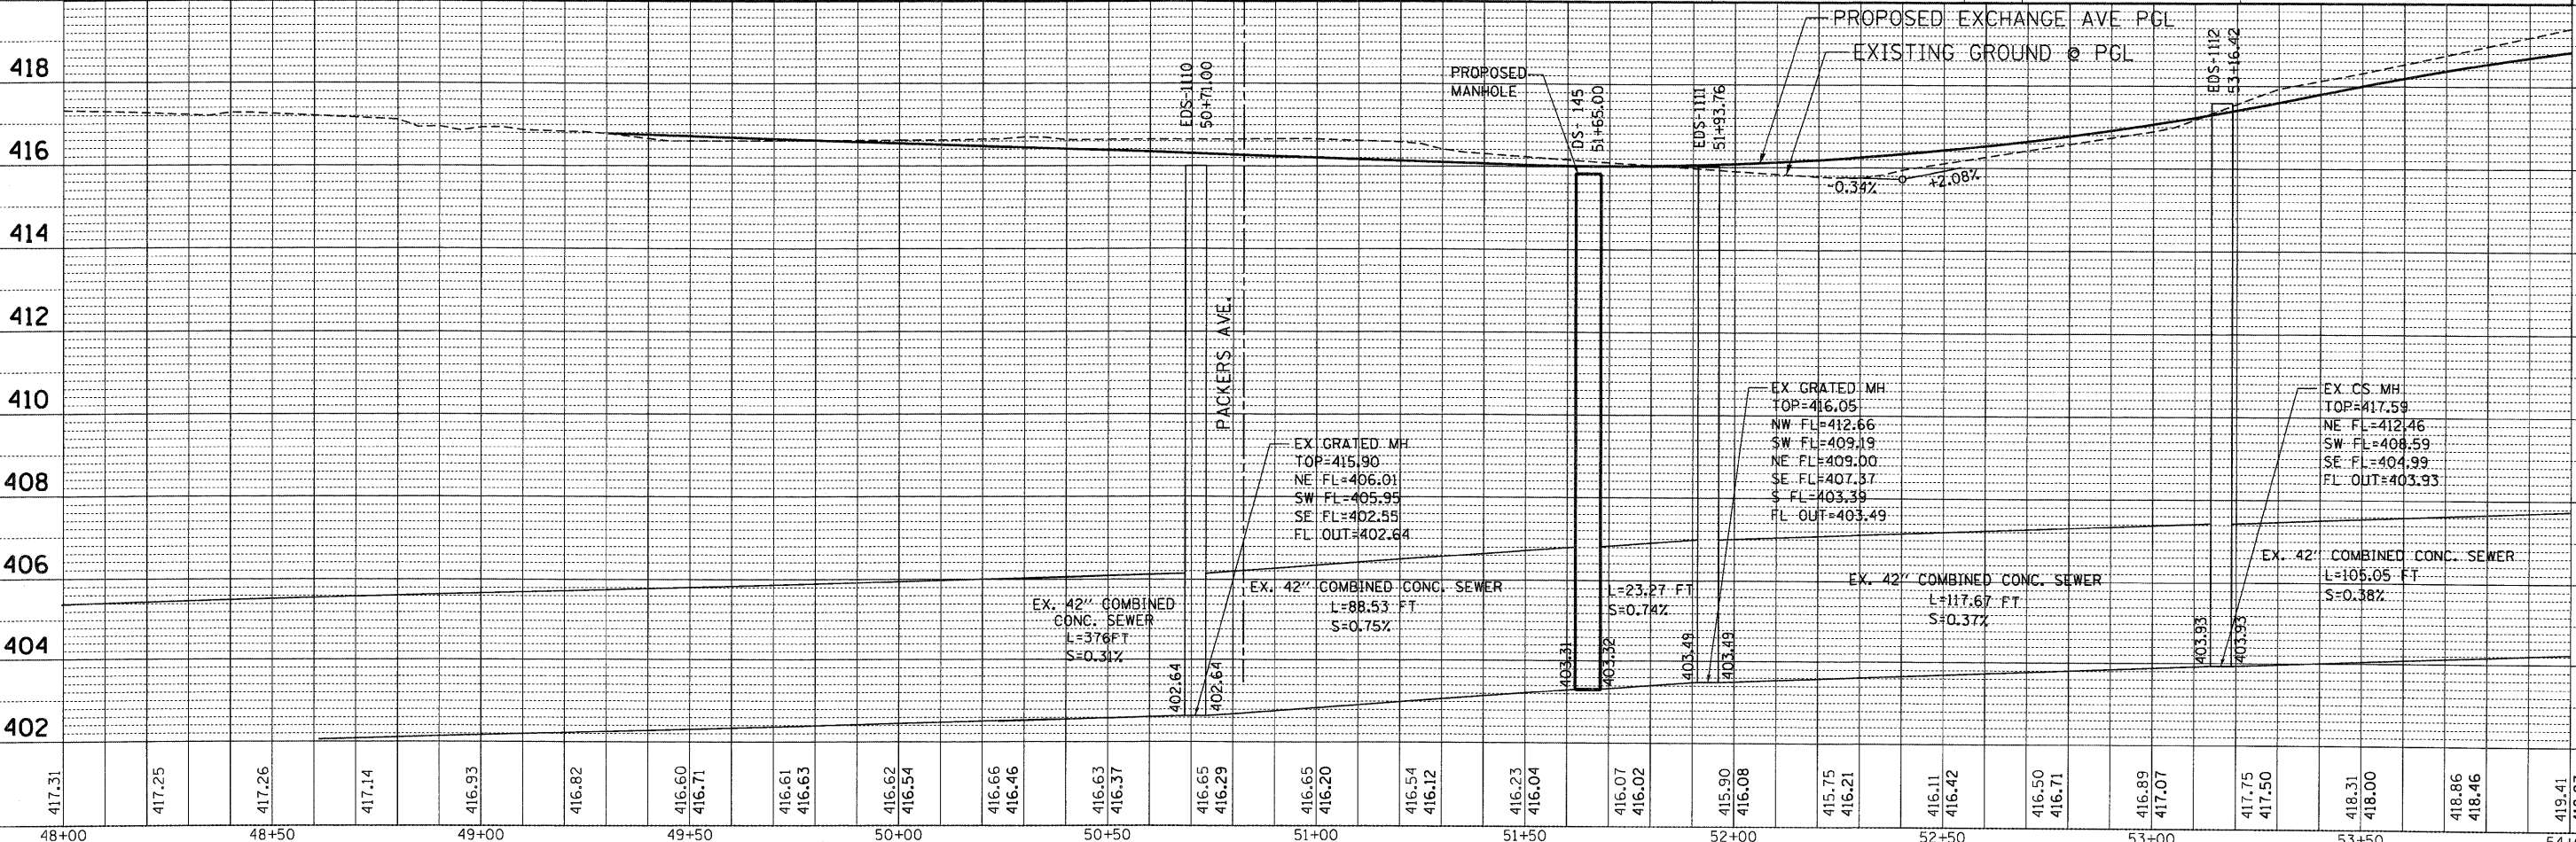 PROPOSED EXCHANGE AVE PGL
EXISTING GROUND @ PGL
418
416
414
412
410
408
406
404
402
EDS-1110
50+71.00
PACKERS AVE.
PROPOSED
MANHOLE
DS- 145
51+65.00
EDS-1111
51+93.76
EDS-1112
53+16.42
-0.34%
+2.08%
EX GRATED MH
TOP=415.90
NE FL=406.01
SW FL=405.95
SE FL=402.55
FL OUT=402.64
EX GRATED MH
TOP=416.05
NW FL=412.66
SW FL=409.19
NE FL=409.00
SE FL=407.37
S FL=403.39
FL OUT=403.49
EX CS MH
TOP=417.59
NE FL=412.46
SW FL=408.59
SE FL=404.99
FL OUT=403.93
EX. 42'' COMBINED
CONC. SEWER
L=376FT
S=0.31%
EX. 42'' COMBINED CONC. SEWER
L=88.53 FT
S=0.75%
L=23.27 FT
S=0.74%
EX. 42'' COMBINED CONC. SEWER
L=117.67 FT
S=0.37%
EX. 42'' COMBINED CONC. SEWER
L=105.05 FT
S=0.38%
402.64
402.64
403.31
403.32
403.49
403.49
403.93
403.93
417.31
417.25
417.26
417.14
416.93
416.82
416.60
416.71
416.61
416.63
416.62
416.54
416.66
416.46
416.63
416.37
416.65
416.29
416.65
416.20
416.54
416.12
416.23
416.04
416.07
416.02
415.90
416.08
415.75
416.21
416.11
416.42
416.50
416.71
416.89
417.07
417.75
417.50
418.31
418.00
418.86
418.46
419.41
48+00
48+50
49+00
49+50
50+00
50+50
51+00
51+50
52+00
52+50
53+00
53+50